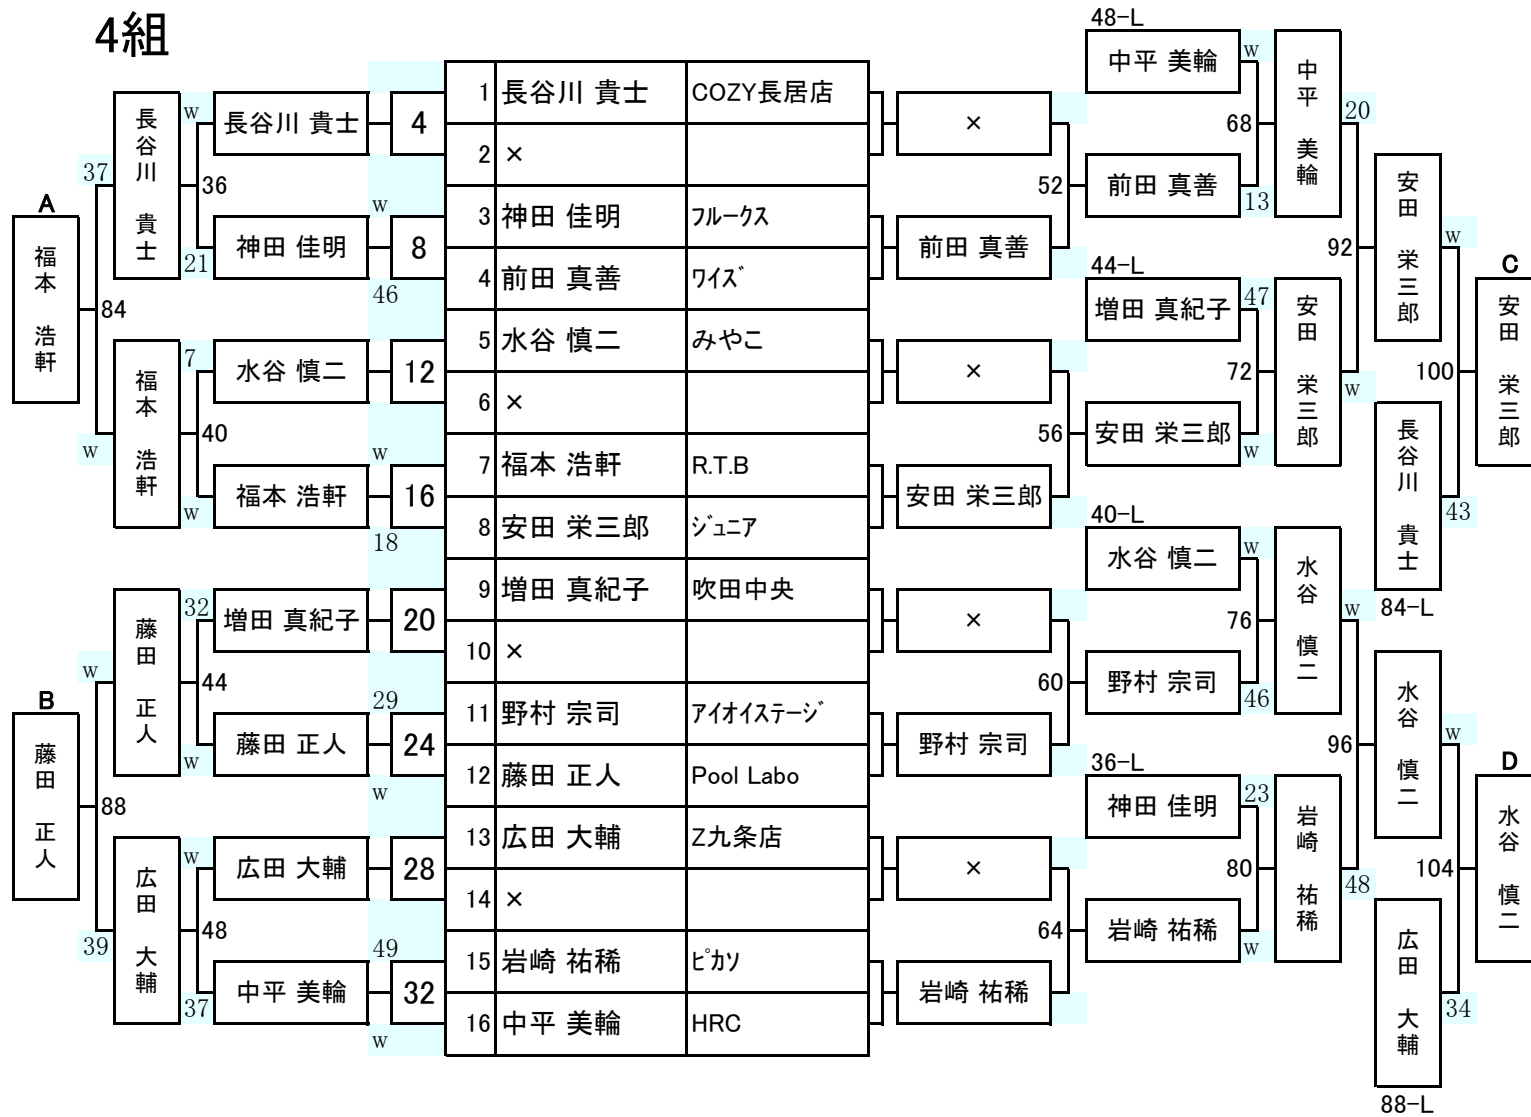 4組
A
福本 浩軒
B
藤田 正人
84
88
37
w
w
39
長谷川 貴士
福本 浩軒
藤田 正人
広田 大輔
w
36
21
7
40
w
32
44
w
w
48
37
長谷川 貴士
神田 佳明
水谷 慎二
福本 浩軒
増田 真紀子
藤田 正人
広田 大輔
中平 美輪
4
w
8
46
12
w
16
18
20
29
24
w
28
49
32
w
1 長谷川 貴士 COZY長居店
2 ×
3 神田 佳明 フルークス
4 前田 真善 ワイズ
5 水谷 慎二 みやこ
6 ×
7 福本 浩軒 R.T.B
8 安田 栄三郎 ジュニア
9 増田 真紀子 吹田中央
10 ×
11 野村 宗司 アイオイステージ
12 藤田 正人 Pool Labo
13 広田 大輔 Z九条店
14 ×
15 岩崎 祐稀 ピカソ
16 中平 美輪 HRC
×
前田 真善
×
安田 栄三郎
×
野村 宗司
×
岩崎 祐稀
52
56
60
64
48-L
中平 美輪
w
68
前田 真善
13
44-L
増田 真紀子
47
72
安田 栄三郎
w
40-L
水谷 慎二
w
76
野村 宗司
46
36-L
神田 佳明
23
80
岩崎 祐稀
w
中平 美輪
20
92
安田 栄三郎
w
水谷 慎二
w
96
岩崎 祐稀
48
安田 栄三郎
w
100
長谷川 貴士
43
84-L
水谷 慎二
w
104
広田 大輔
34
88-L
C
安田 栄三郎
D
水谷 慎二